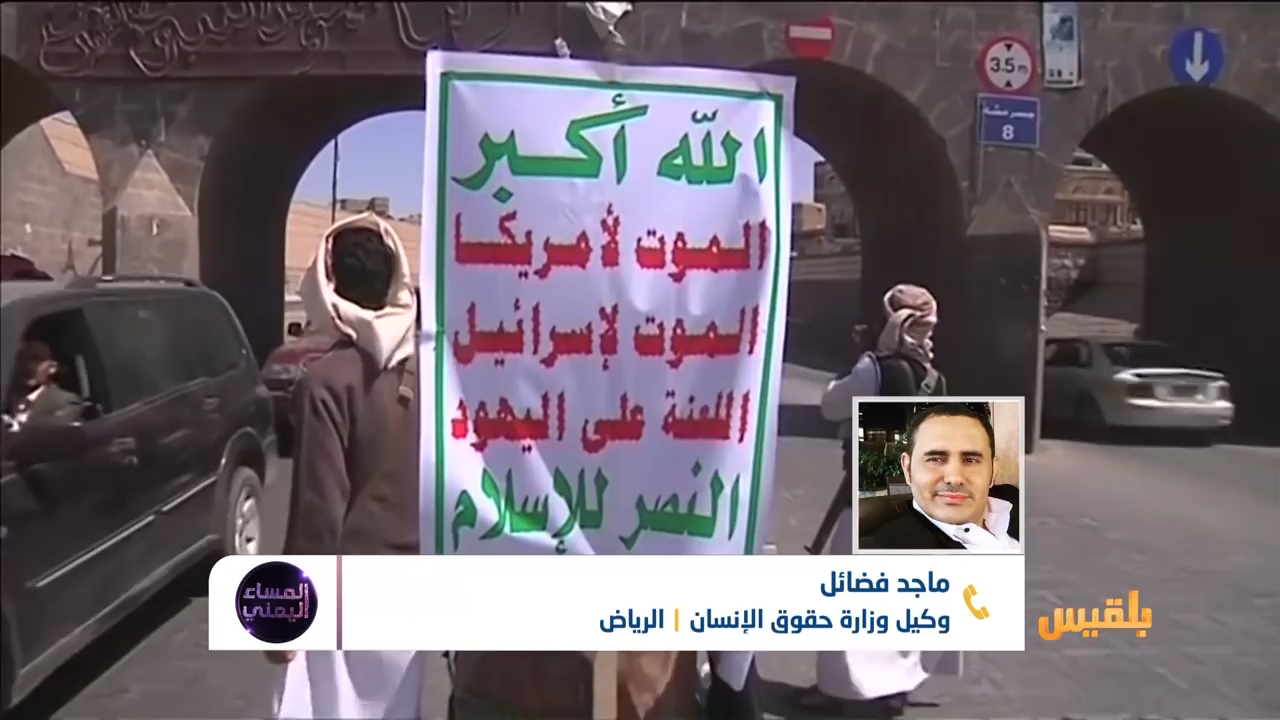 3.5m
8
الله أكبر
الموت لأمريكا
الموت لإسرائيل
اللعنة على اليهود
النصر للإسلام
ماجد فضائل
وكيل وزارة حقوق الإنسان | الرياض
المساء اليمني
بلقيس